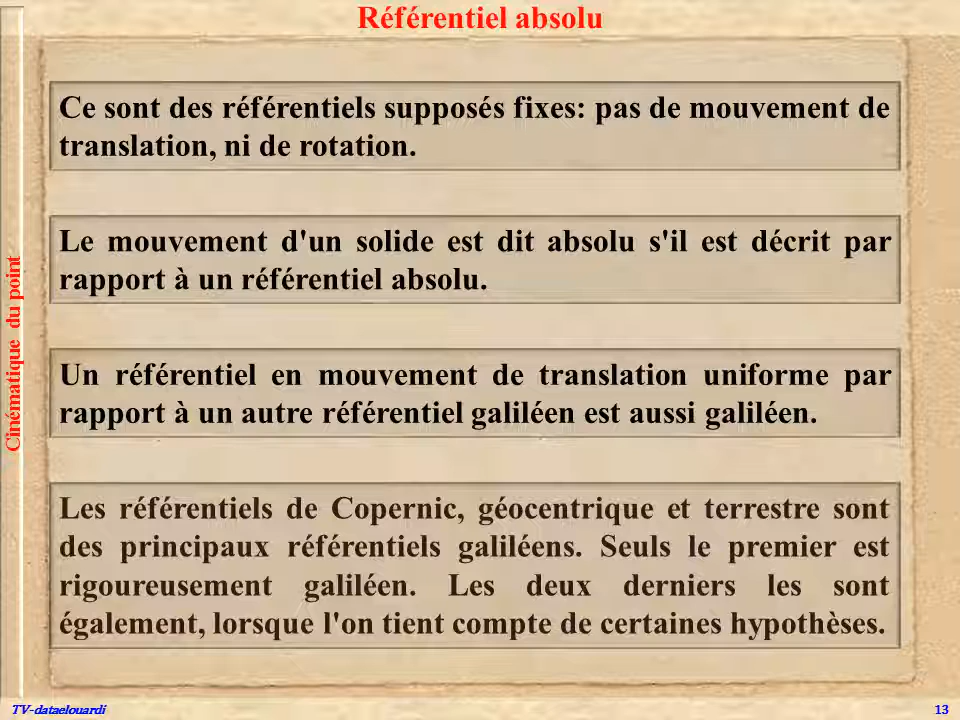 Référentiel absolu
Ce sont des référentiels supposés fixes: pas de mouvement de
translation, ni de rotation.
Le mouvement d'un solide est dit absolu s'il est décrit par
rapport à un référentiel absolu.
Un référentiel en mouvement de translation uniforme par
rapport à un autre référentiel galiléen est aussi galiléen.
Les référentiels de Copernic, géocentrique et terrestre sont
des principaux référentiels galiléens. Seuls le premier est
rigoureusement galiléen. Les deux derniers les sont
également, lorsque l'on tient compte de certaines hypothèses.
Cinématique du point
TV-dataelouardi
13